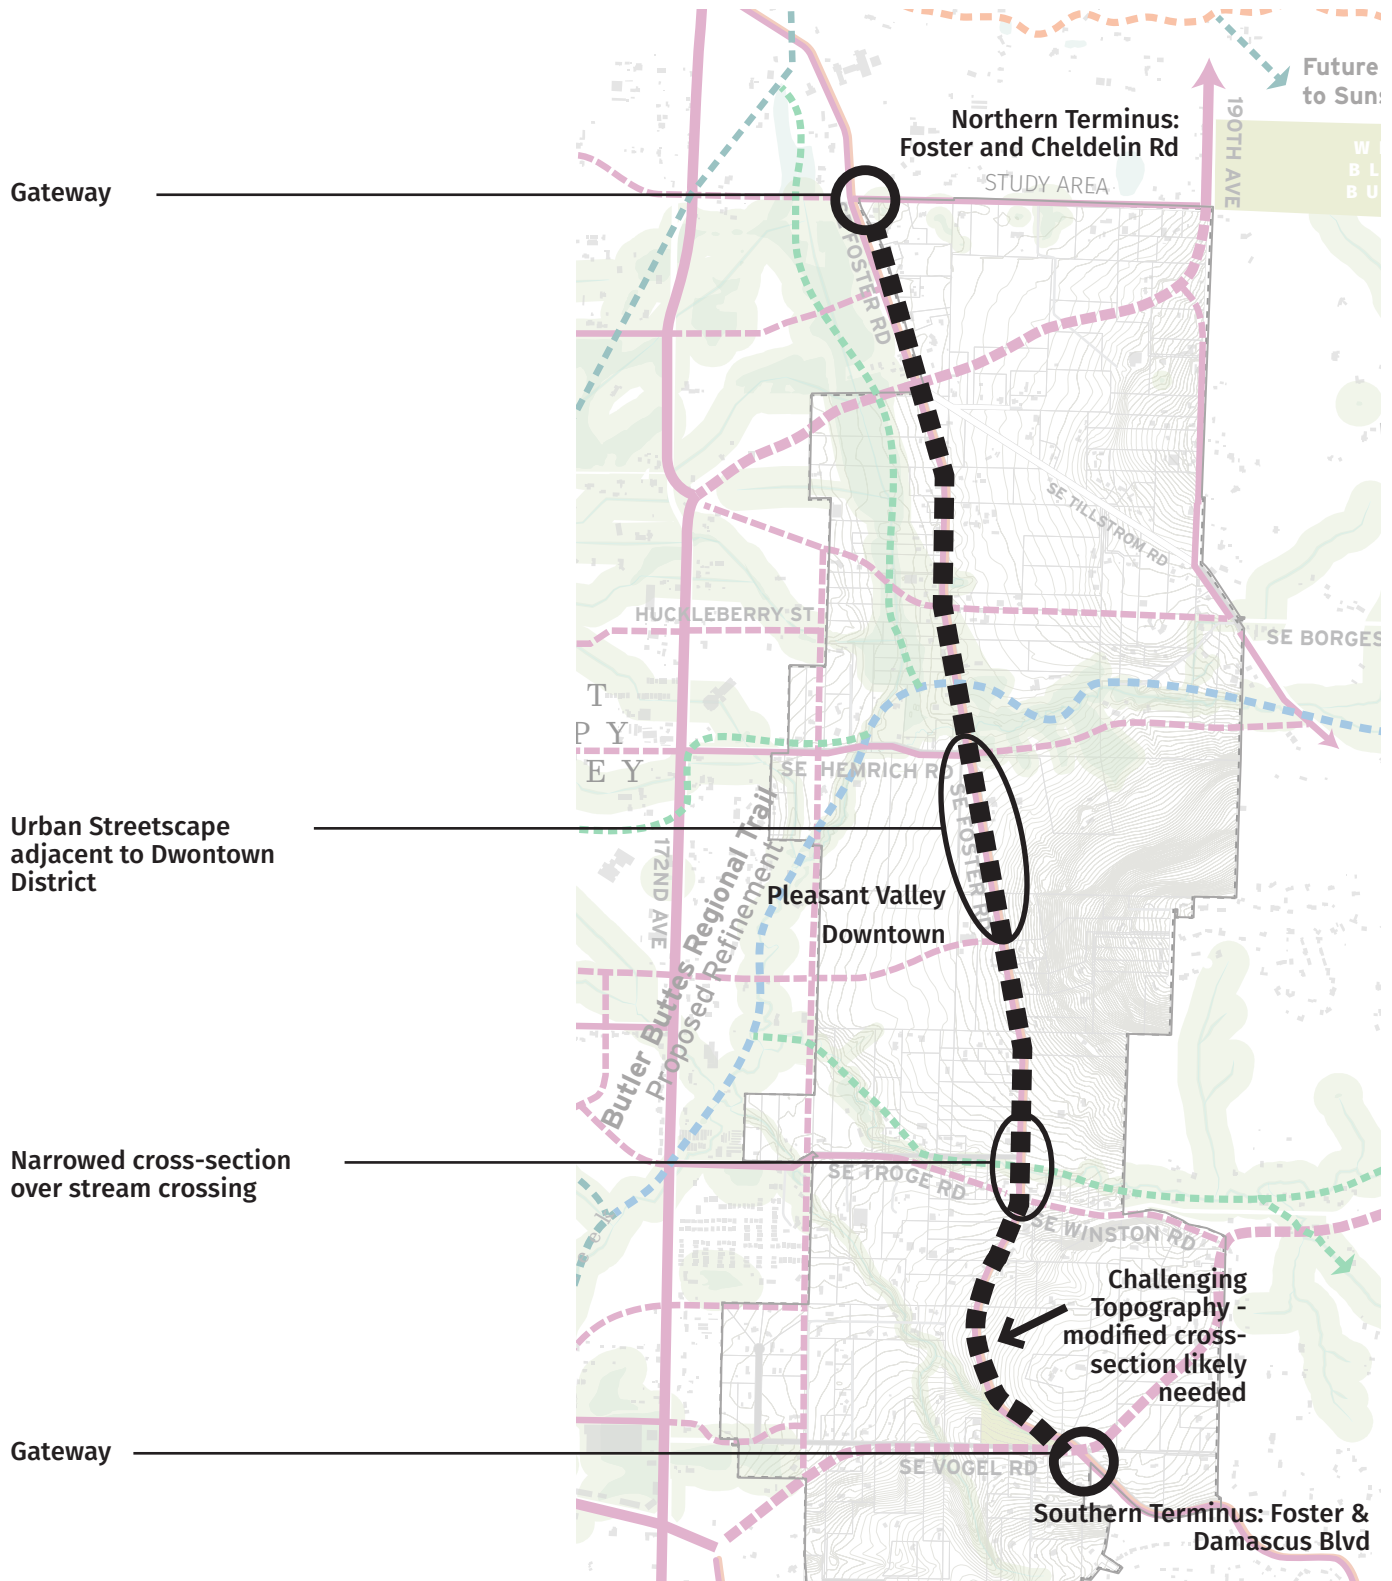 Future
to Suns
190TH AVE
W
B L
B U
Northern Terminus:
Foster and Cheldelin Rd
STUDY AREA
Gateway
FOSTER RD
SE TILLSTROM RD
HUCKLEBERRY ST
SE BORGES
T
P Y
E Y
SE HEMRICH RD
SE FOSTER RD
Urban Streetscape
adjacent to Dwontown
District
172ND AVE
Butler Buttes Regional Trail
Proposed Refinement
Pleasant Valley
Downtown
Narrowed cross-section
over stream crossing
SE TROGE RD
SE WINSTON RD
Challenging
Topography -
modified cross-
section likely
needed
Gateway
SE VOGEL RD
Southern Terminus: Foster &
Damascus Blvd